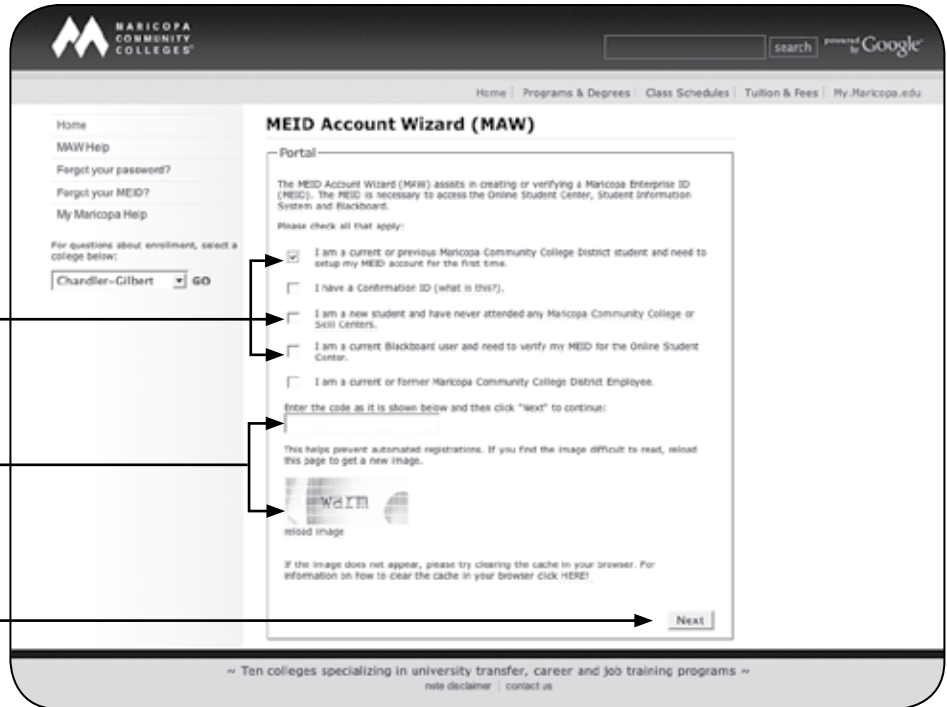 MARICOPA
COMMUNITY
COLLEGES
search
powered by Google
Home | Programs & Degrees | Class Schedules | Tuition & Fees | My.Maricopa.edu
Home
MAW Help
Forgot your password?
Forgot your MEID?
My Maricopa Help
For questions about enrollment, select a
college below:
Chandler-Gilbert GO
MEID Account Wizard (MAW)
Portal
The MEID Account Wizard (MAW) assists in creating or verifying a Maricopa Enterprise ID
(MEID). The MEID is necessary to access the Online Student Center, Student Information
System and Blackboard.
Please check all that apply:
I am a current or previous Maricopa Community College District student and need to
setup my MEID account for the first time.
I have a Confirmation ID (what is this?).
I am a new student and have never attended any Maricopa Community College or
Skill Centers.
I am a current Blackboard user and need to verify my MEID for the Online Student
Center.
I am a current or former Maricopa Community College District Employee.
Enter the code as it is shown below and then click "Next" to continue:
This helps prevent automated registrations. If you find the image difficult to read, reload
this page to get a new image.
warm
reload image
If the image does not appear, please try clearing the cache in your browser. For
information on how to clear the cache in your browser click HERE!
Next
~ Ten colleges specializing in university transfer, career and job training programs ~
note disclaimer | contact us